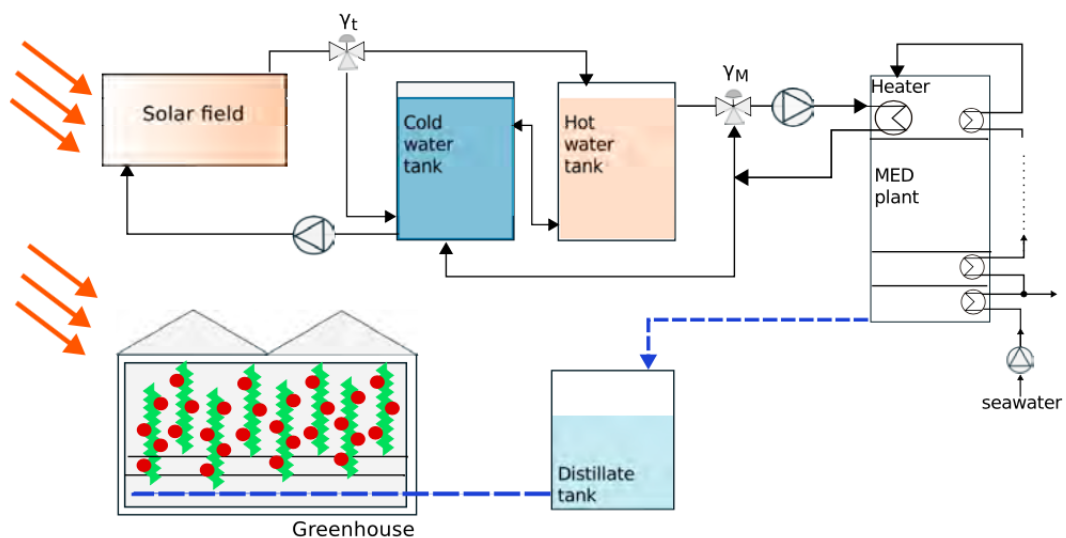 γt
Solar field
Cold
water
tank
Hot
water
tank
γM
Heater
MED
plant
seawater
Distillate
tank
Greenhouse